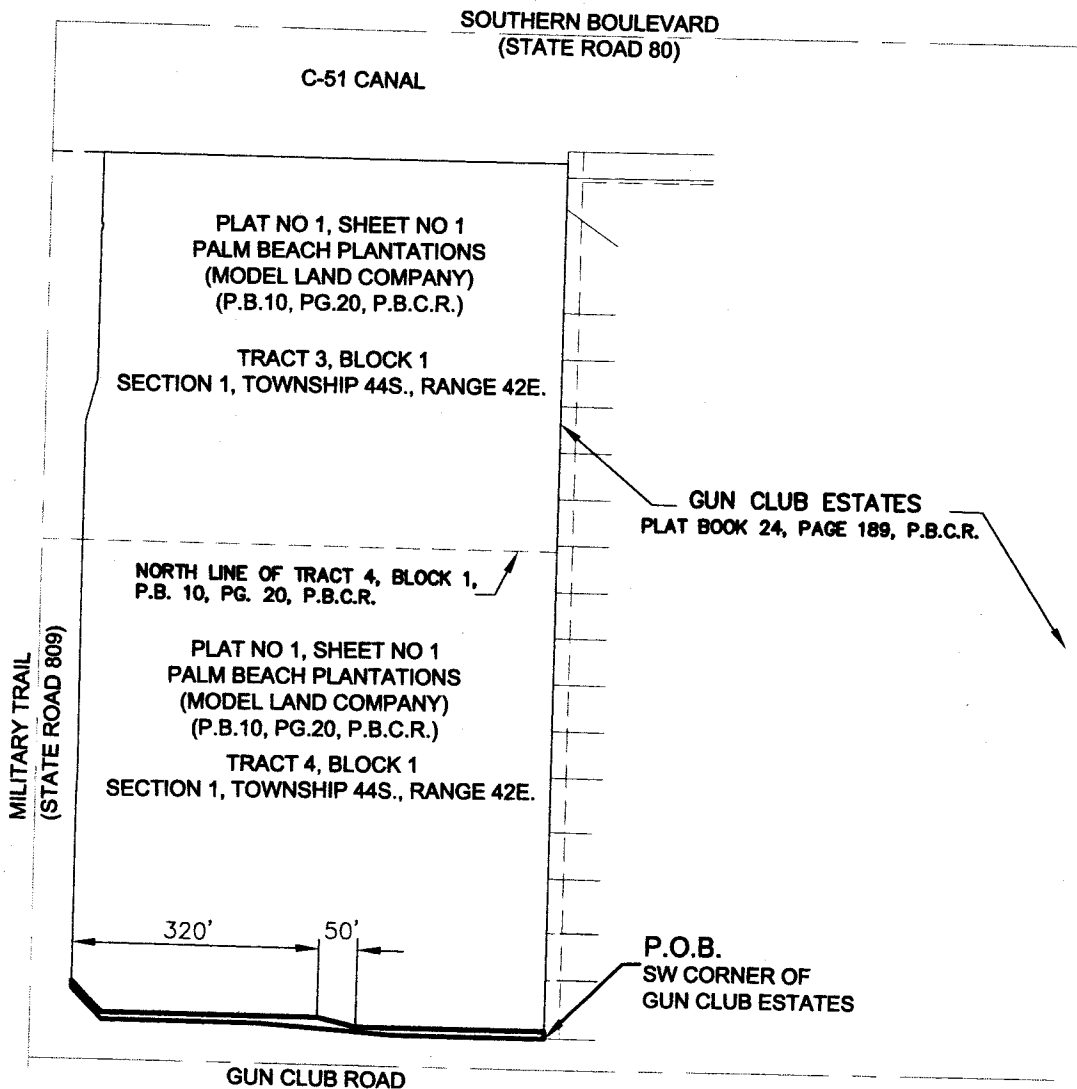 SOUTHERN BOULEVARD
(STATE ROAD 80)
C-51 CANAL
PLAT NO 1, SHEET NO 1
PALM BEACH PLANTATIONS
(MODEL LAND COMPANY)
(P.B.10, PG.20, P.B.C.R.)
TRACT 3, BLOCK 1
SECTION 1, TOWNSHIP 44S., RANGE 42E.
GUN CLUB ESTATES
PLAT BOOK 24, PAGE 189, P.B.C.R.
NORTH LINE OF TRACT 4, BLOCK 1,
P.B. 10, PG. 20, P.B.C.R.
PLAT NO 1, SHEET NO 1
PALM BEACH PLANTATIONS
(MODEL LAND COMPANY)
(P.B.10, PG.20, P.B.C.R.)
TRACT 4, BLOCK 1
SECTION 1, TOWNSHIP 44S., RANGE 42E.
MILITARY TRAIL
(STATE ROAD 809)
320'
50'
P.O.B.
SW CORNER OF
GUN CLUB ESTATES
GUN CLUB ROAD